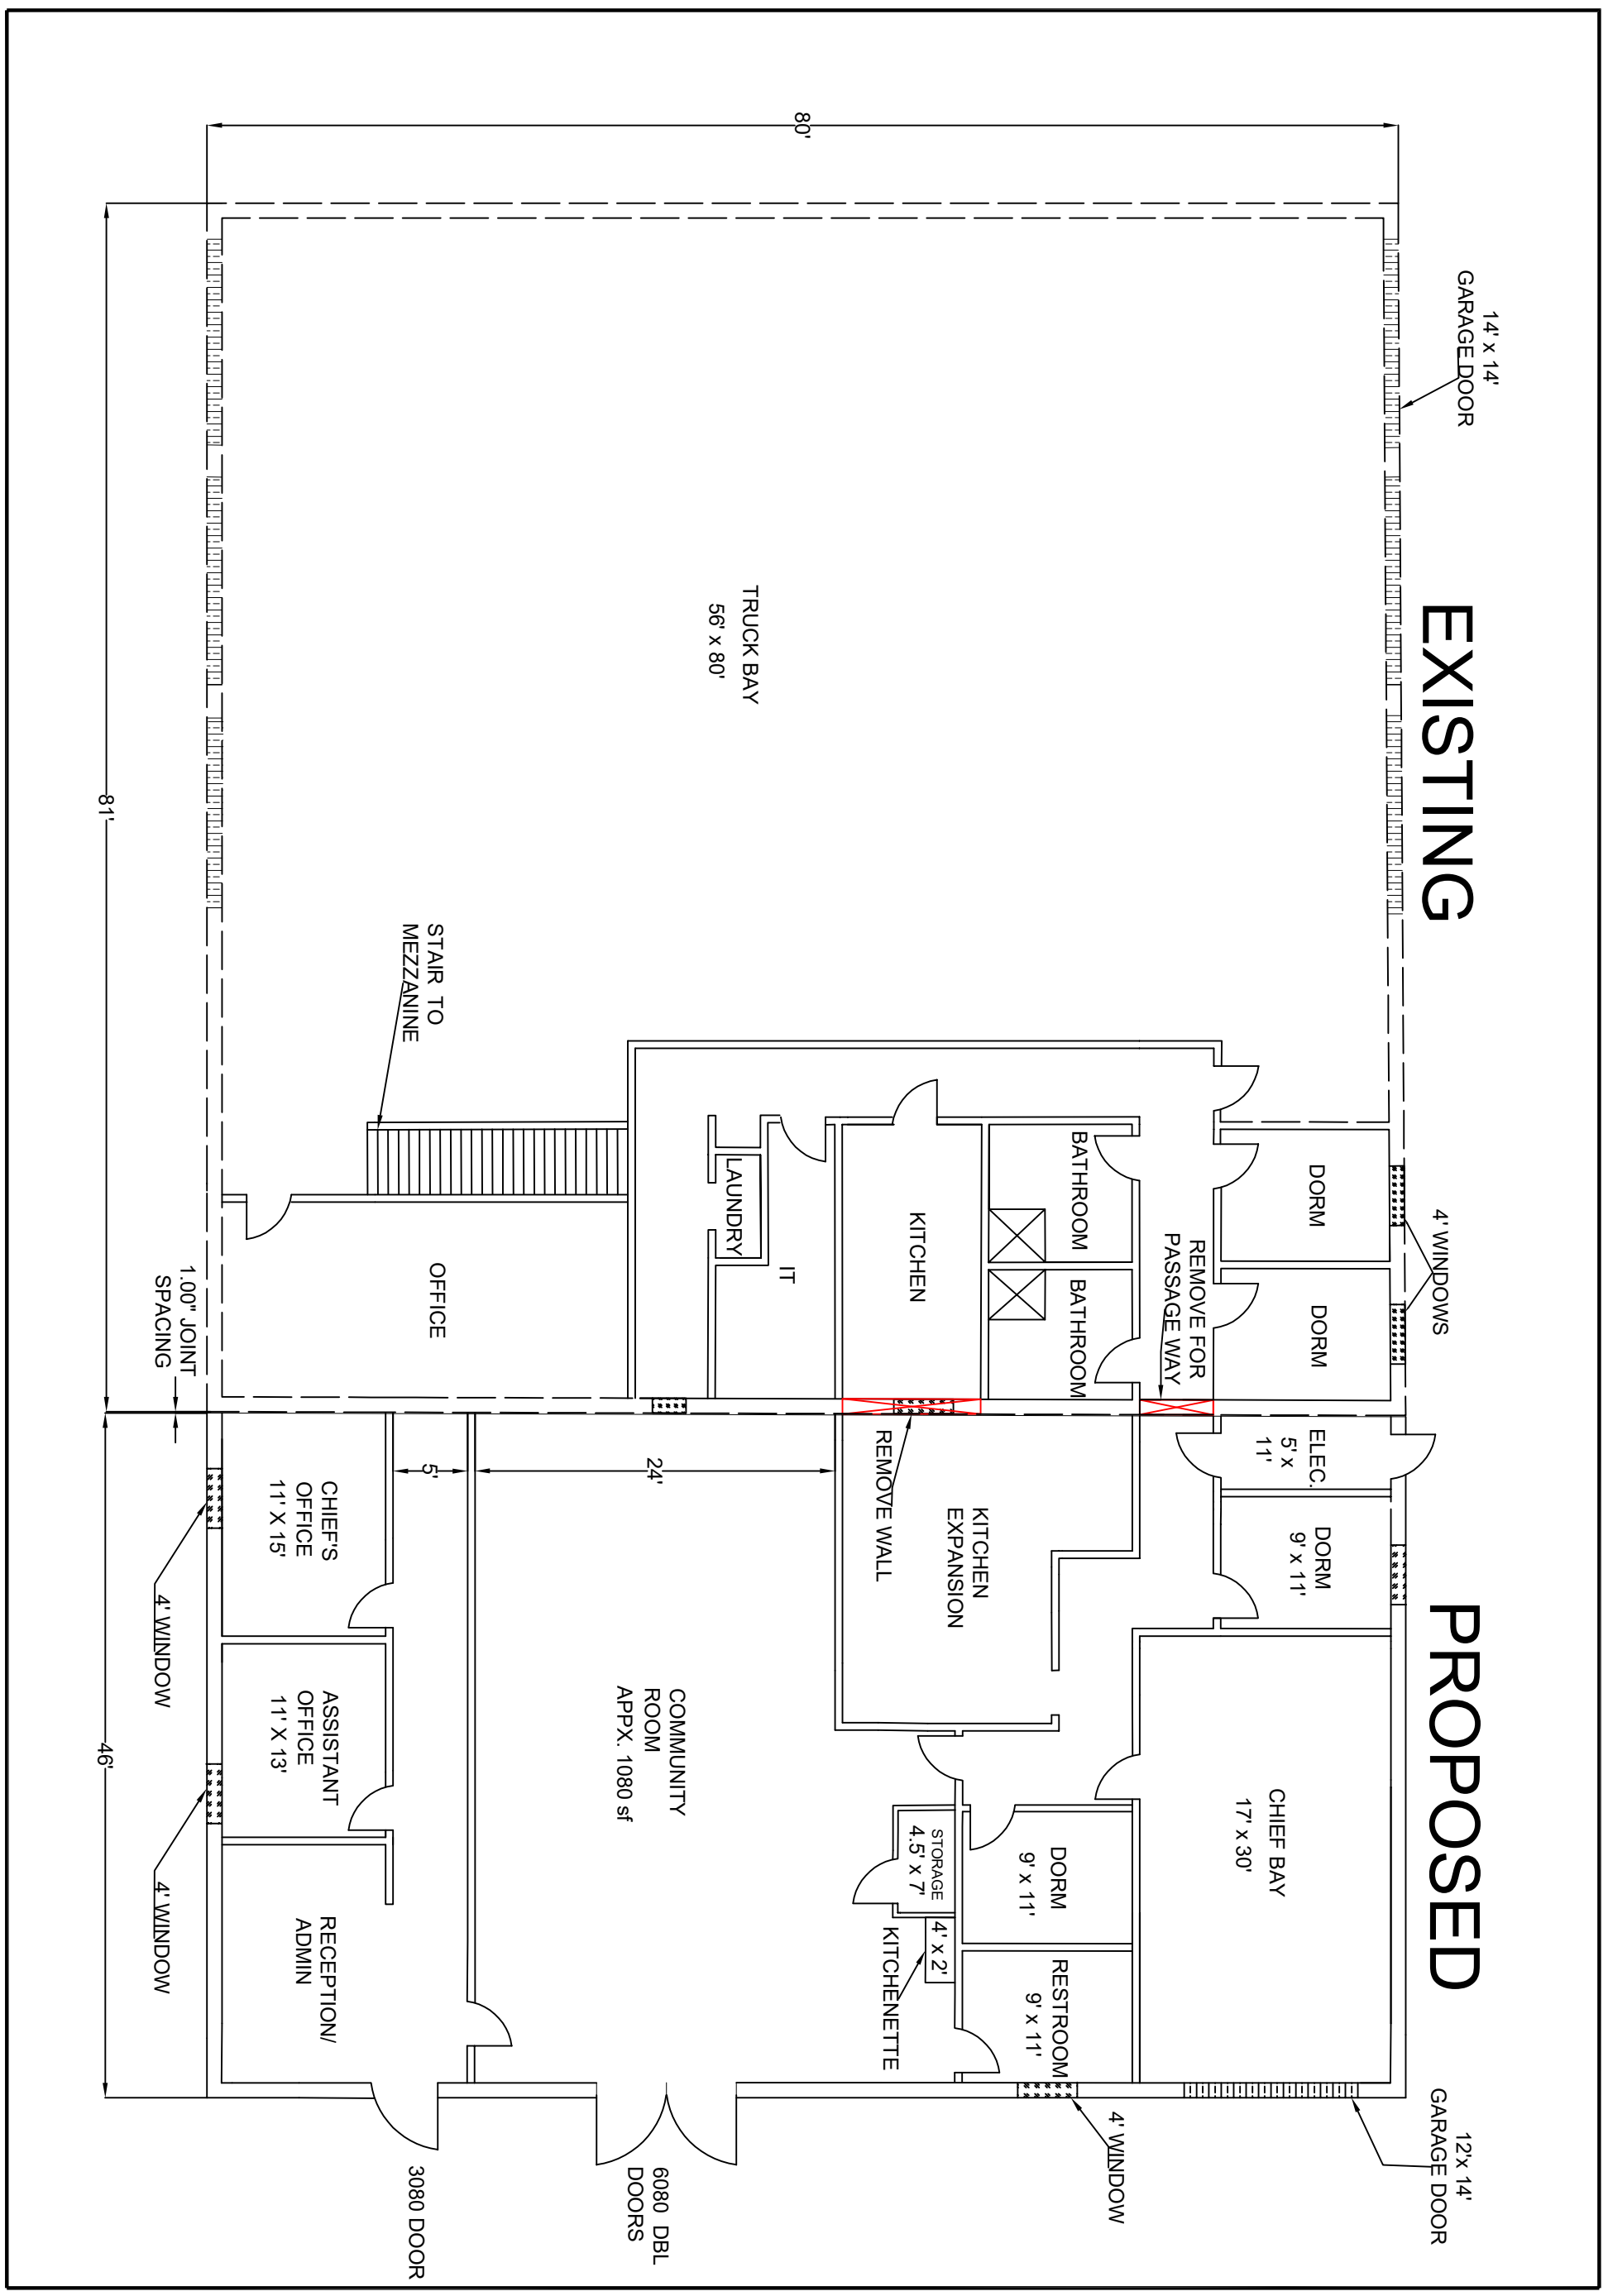 EXISTING
PROPOSED
14' x 14'
GARAGE DOOR
4' WINDOWS
12'x 14'
GARAGE DOOR
80'
TRUCK BAY
56' x 80'
DORM
DORM
ELEC.
5' x
11'
DORM
9' x 11'
CHIEF BAY
17' x 30'
REMOVE FOR
PASSAGE WAY
BATHROOM
BATHROOM
4' WINDOW
DORM
9' x 11'
RESTROOM
9' x 11'
KITCHEN
KITCHEN
EXPANSION
STORAGE
4.5' x 7'
4' x 2'
KITCHENETTE
REMOVE WALL
IT
LAUNDRY
24'
COMMUNITY
ROOM
APPX. 1080 sf
6080 DBL
DOORS
STAIR TO
MEZZANINE
OFFICE
5'
3080 DOOR
CHIEF'S
OFFICE
11' X 15'
ASSISTANT
OFFICE
11' X 13'
RECEPTION/
ADMIN
1.00" JOINT
SPACING
4' WINDOW
4' WINDOW
81'
46'